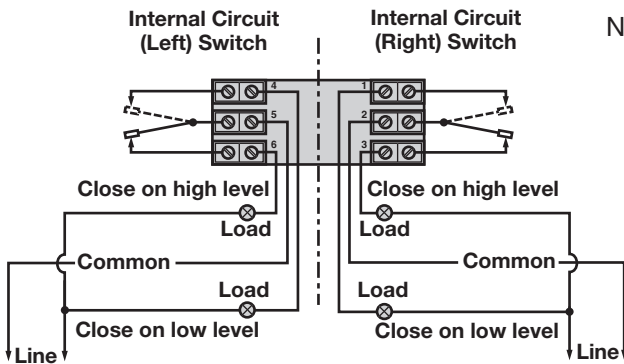 Internal Circuit
(Left) Switch
Internal Circuit
(Right) Switch
N
4
5
6
1
2
3
Close on high level
Load
Common
Load
Close on low level
Line
Close on high level
Load
Common
Load
Close on low level
Line